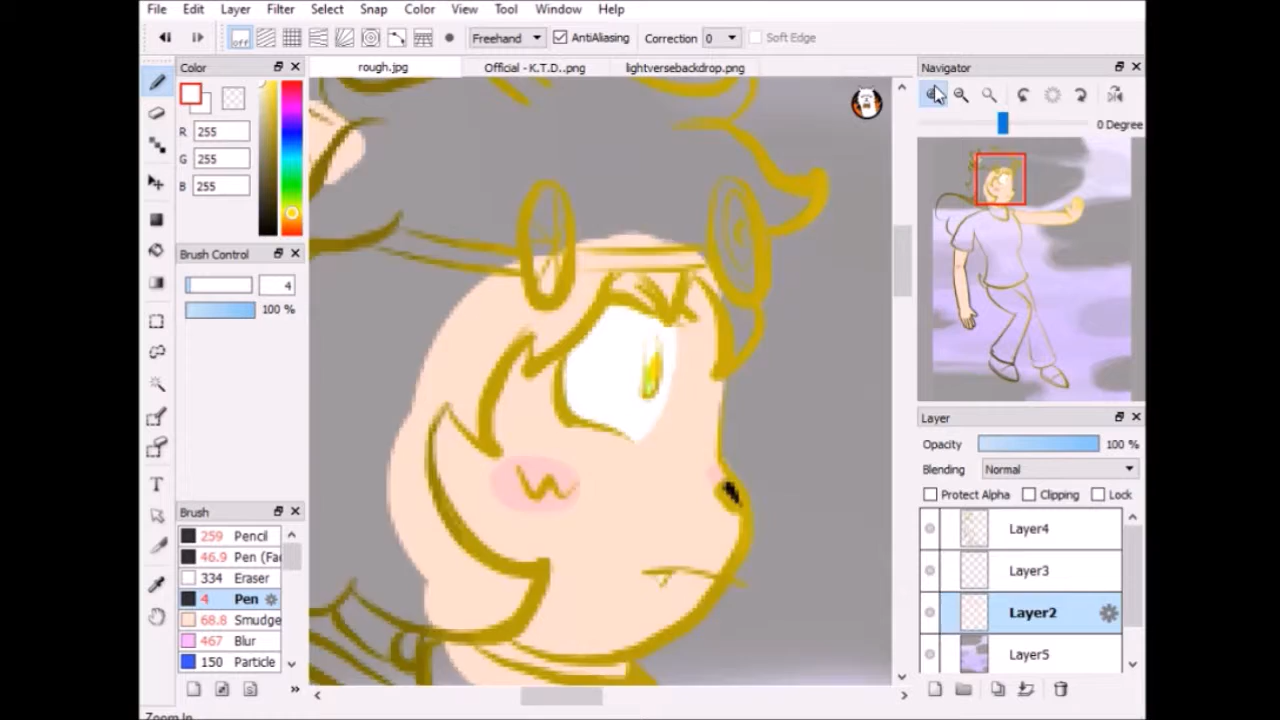 File Edit Layer Filter Select Snap Color View Tool Window Help
off Freehand AntiAliasing Correction 0 Soft Edge
Color rough.jpg Official - K.T.D..png lightversebackdrop.png Navigator
R 255
G 255
B 255
0 Degree
Brush Control
4
100 %
Layer
Opacity 100 %
Blending Normal
Protect Alpha Clipping Lock
Brush
259 Pencil
46.9 Pen (Fa
334 Eraser
4 Pen
68.8 Smudge
467 Blur
150 Particle
Layer4
Layer3
Layer2
Layer5
Zoom In